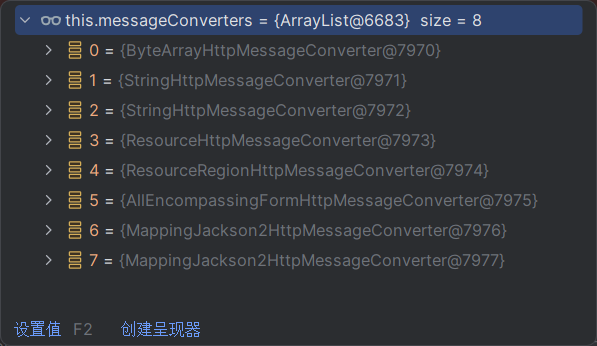 this.messageConverters = {ArrayList@6683} size = 8
0 = {ByteArrayHttpMessageConverter@7970}
1 = {StringHttpMessageConverter@7971}
2 = {StringHttpMessageConverter@7972}
3 = {ResourceHttpMessageConverter@7973}
4 = {ResourceRegionHttpMessageConverter@7974}
5 = {AllEncompassingFormHttpMessageConverter@7975}
6 = {MappingJackson2HttpMessageConverter@7976}
7 = {MappingJackson2HttpMessageConverter@7977}
设置值 F2 创建呈现器